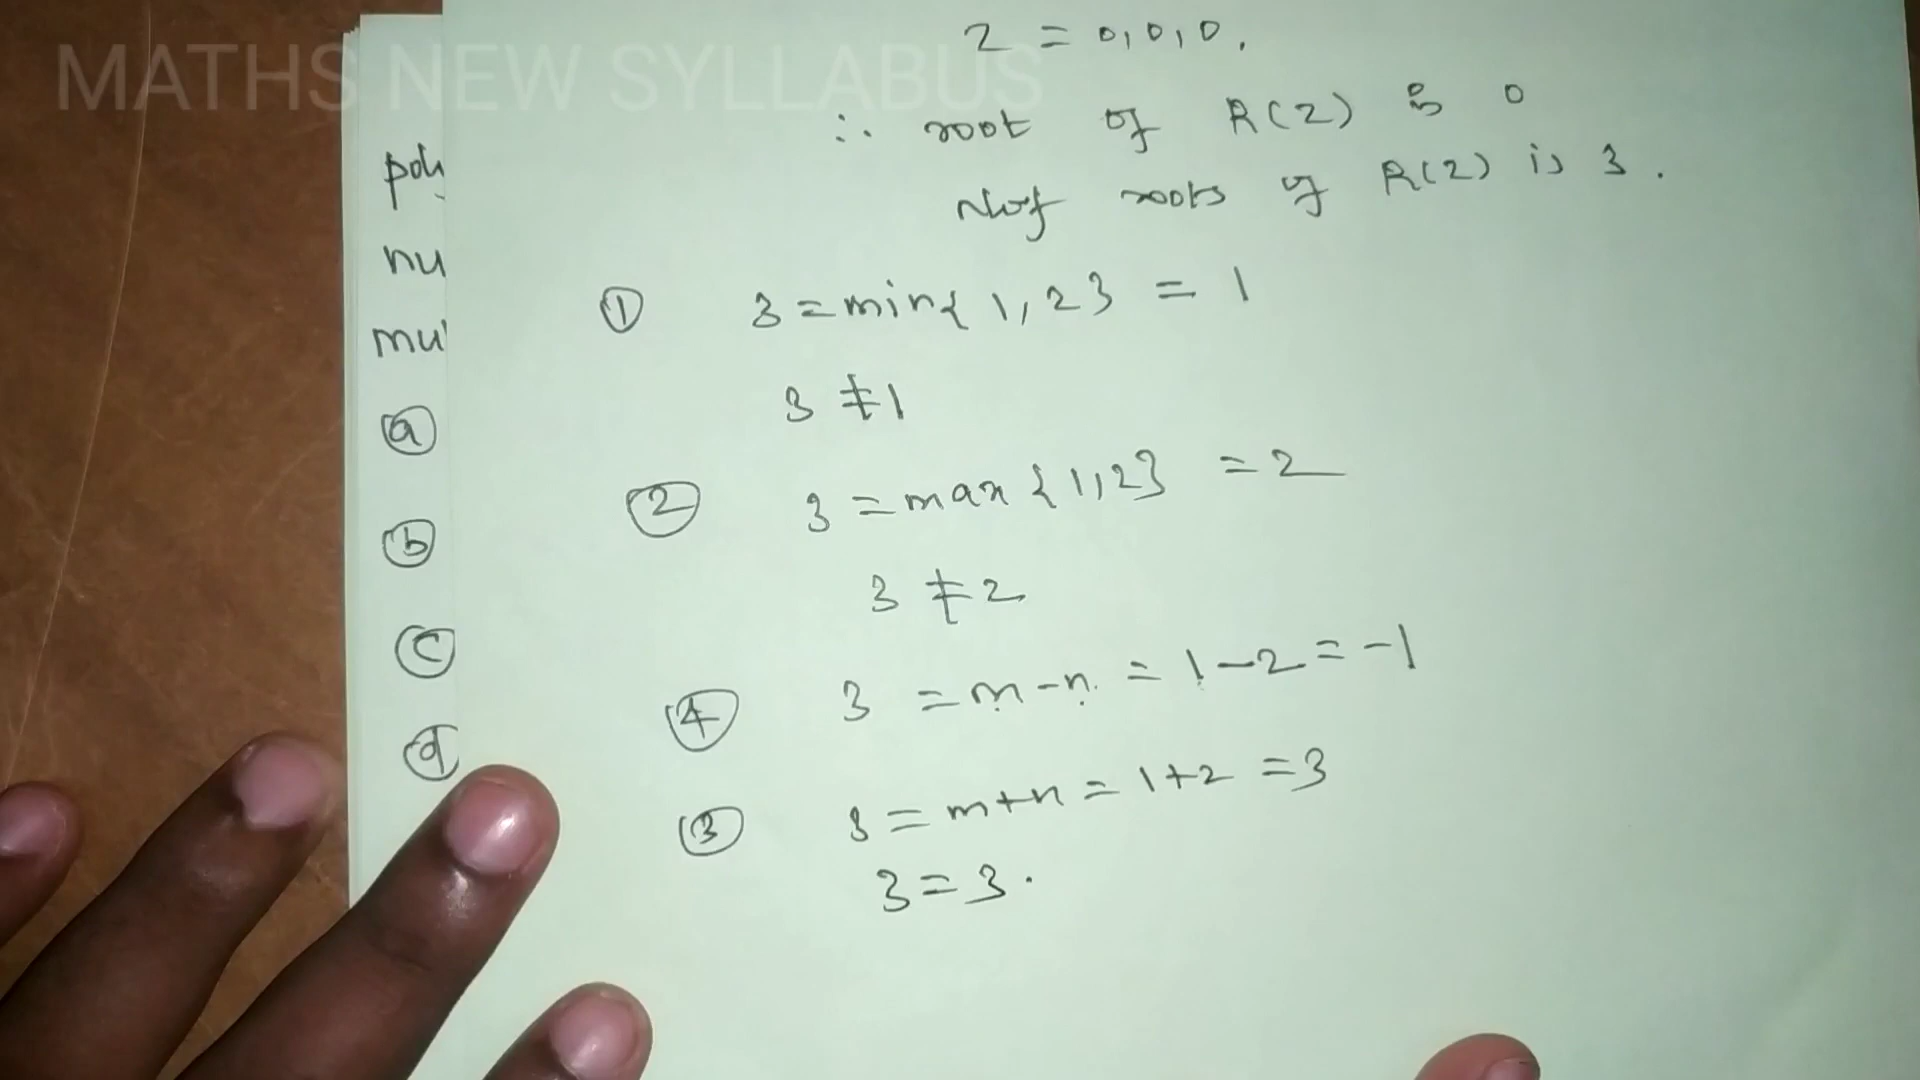 MATHS NEW SYLLABUS
z = 0,0,0.
∴ root of R(z) is 0
No of roots of R(z) is 3.
poly
nu
mul
① 3 = min{1,2} = 1
3 ≠ 1
ⓐ
② 3 = max{1,2} = 2
ⓑ
3 ≠ 2
ⓒ
④ 3 = m-n. = 1-2 = -1
ⓓ
③ 3 = m+n = 1+2 = 3
3 = 3.